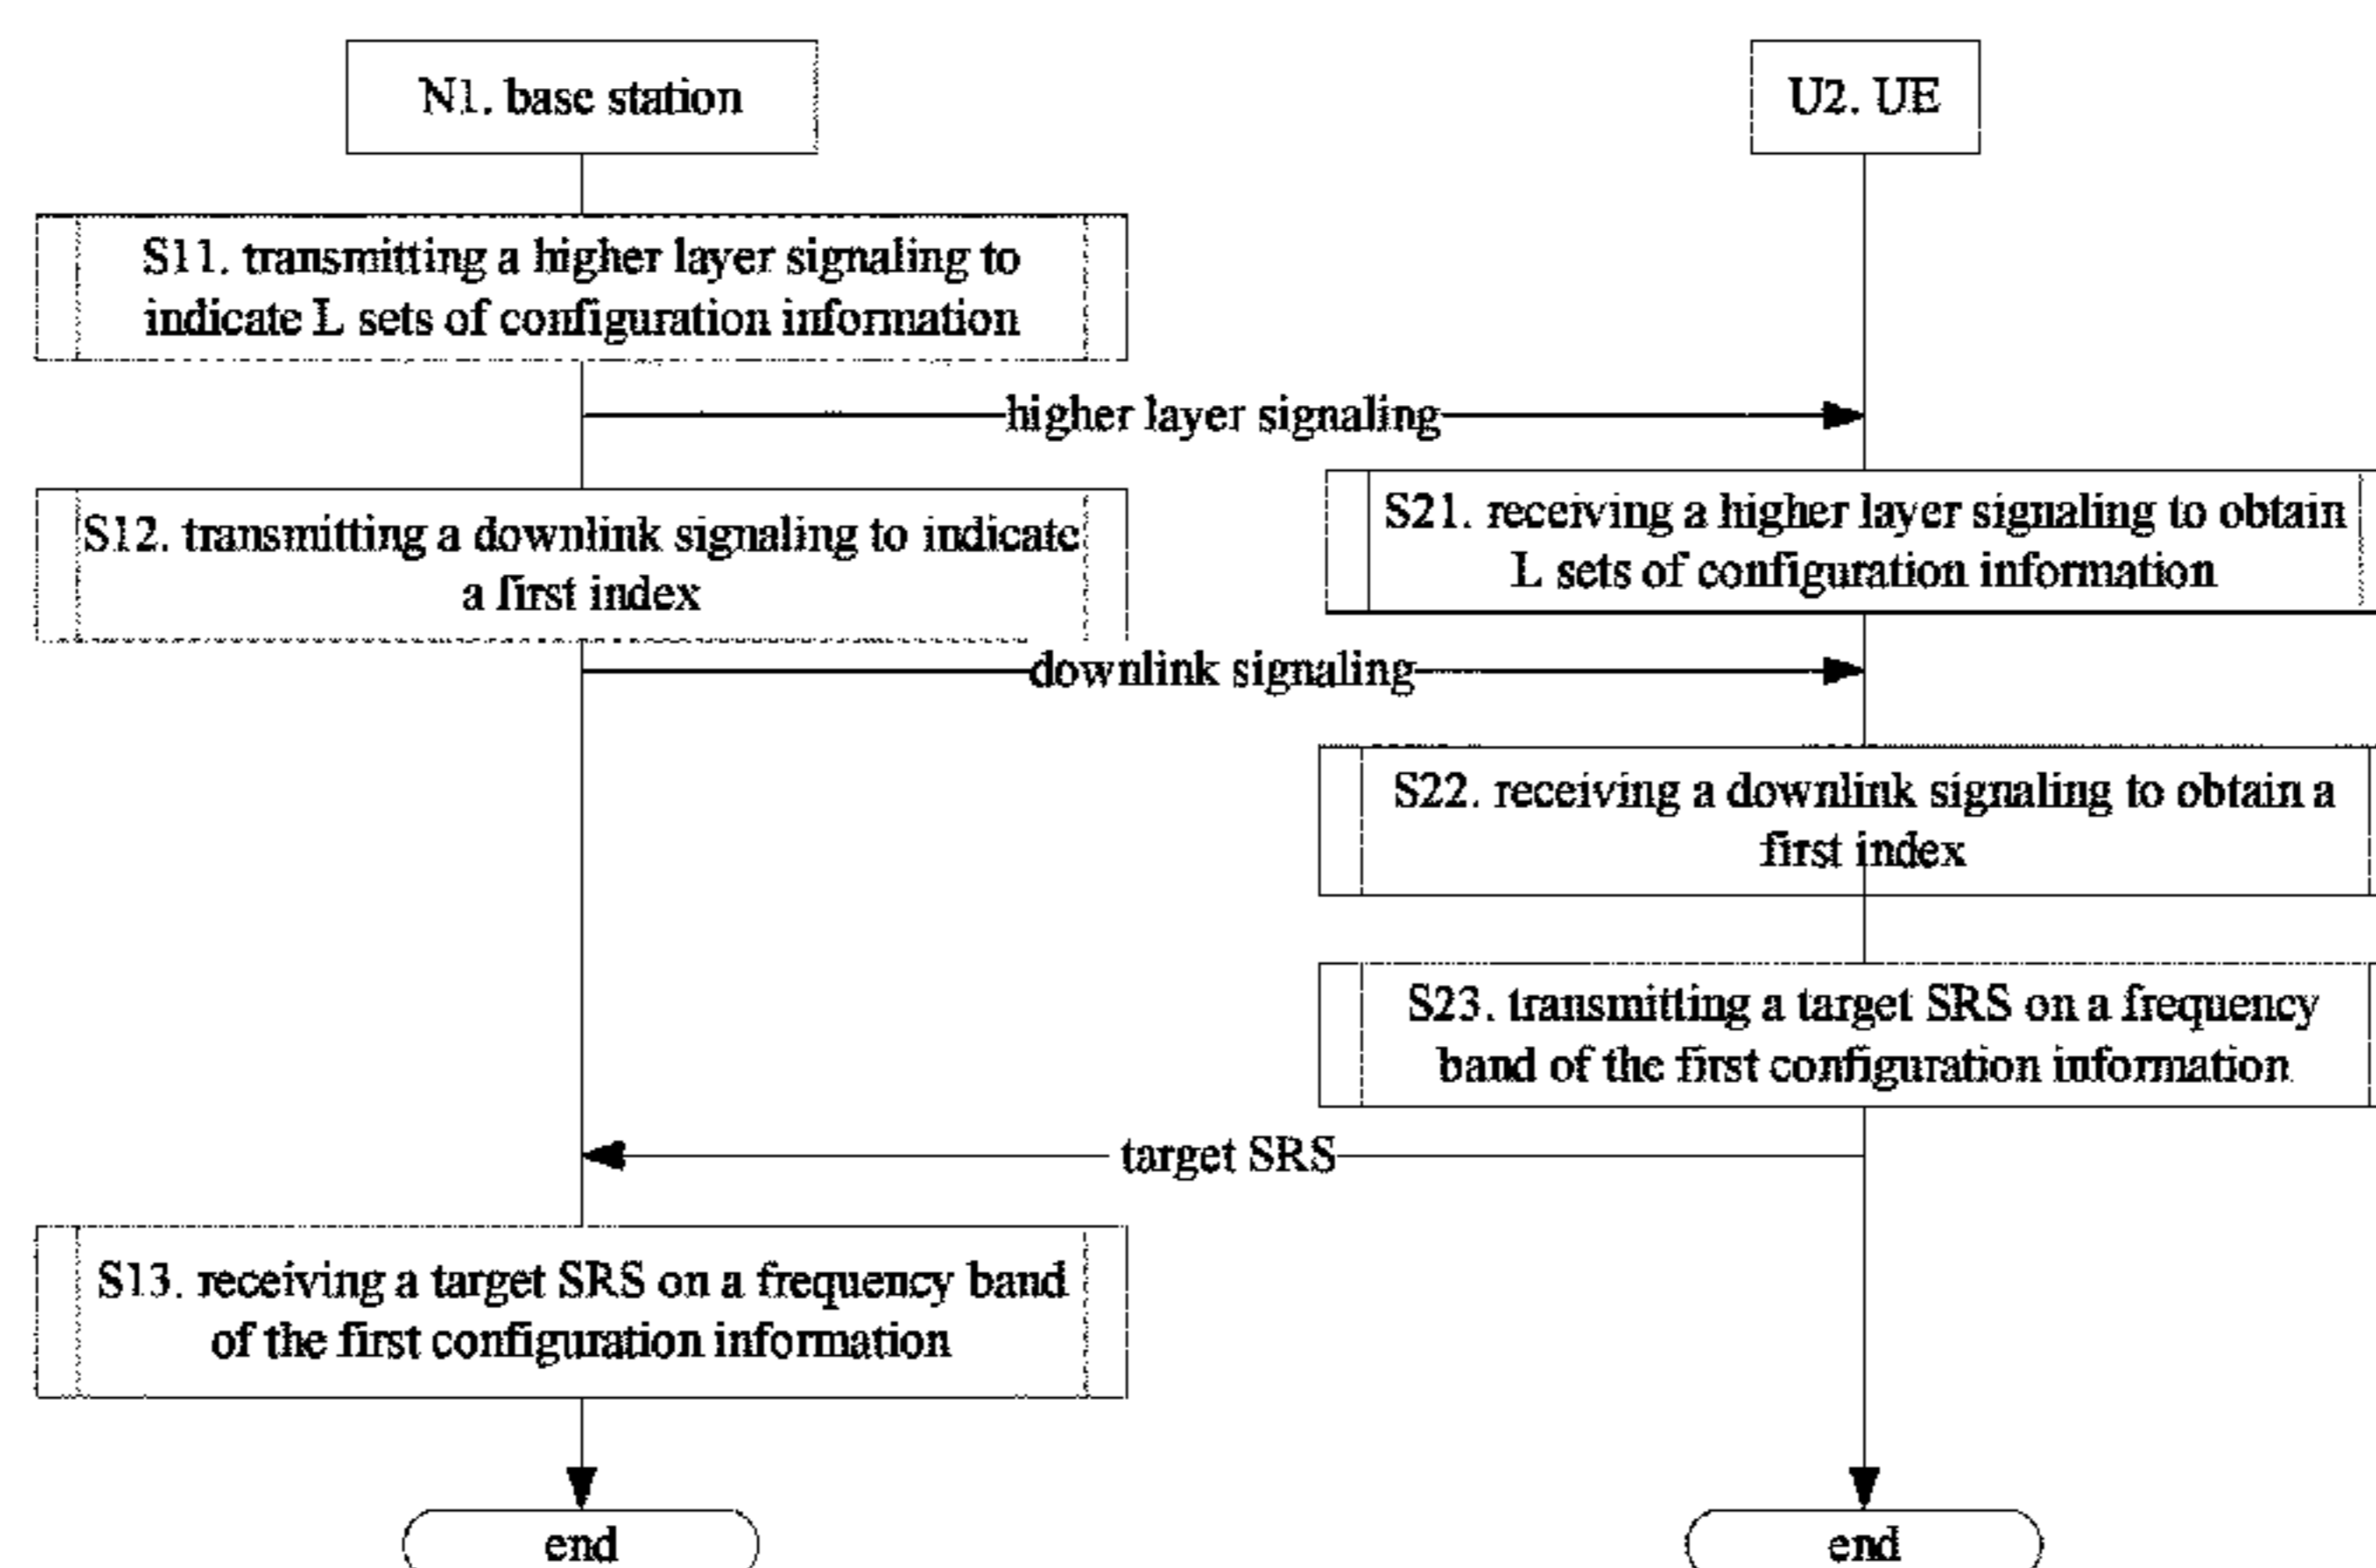 N1. base station
U2. UE
S11. transmitting a higher layer signaling to
indicate L sets of configuration information
higher layer signaling
S12. transmitting a downlink signaling to indicate
a first index
S21. receiving a higher layer signaling to obtain
L sets of configuration information
downlink signaling
S22. receiving a downlink signaling to obtain a
first index
S23. transmitting a target SRS on a frequency
band of the first configuration information
target SRS
S13. receiving a target SRS on a frequency band
of the first configuration information
end
end